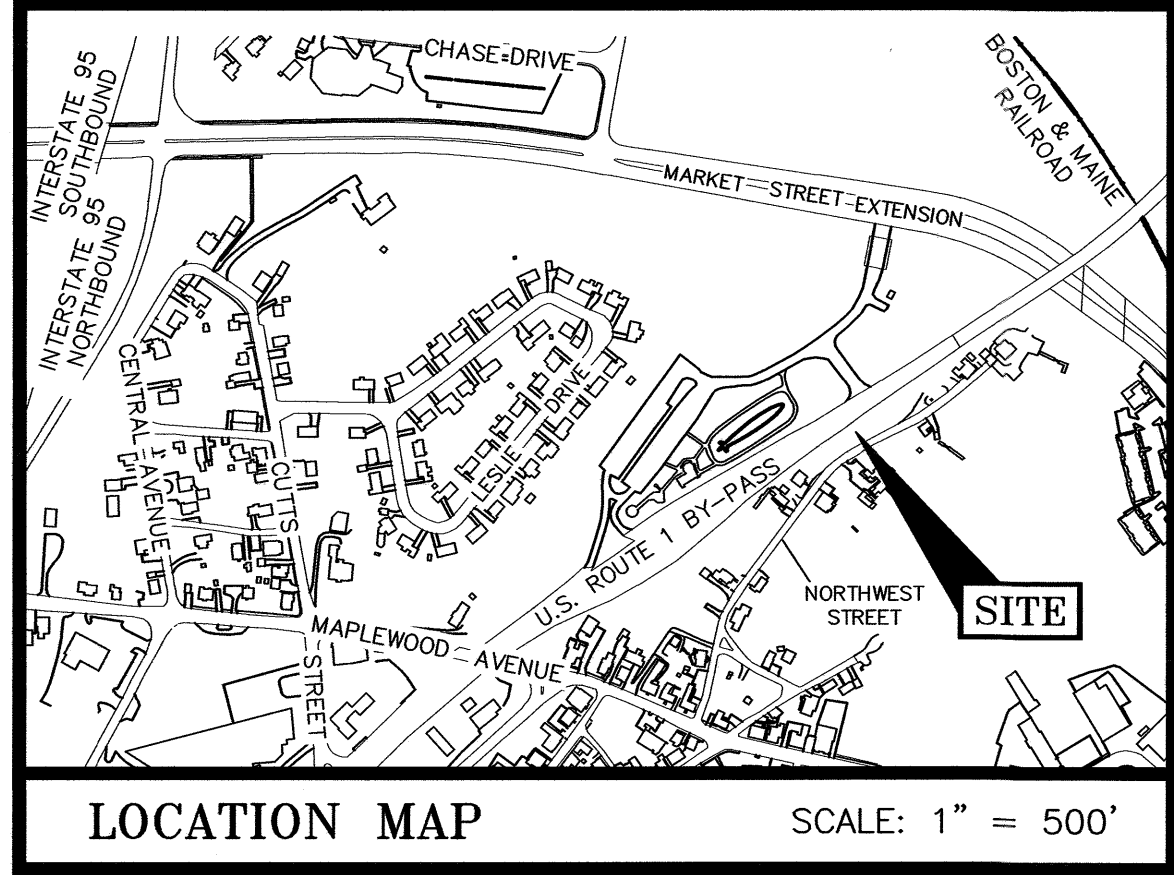 CHASE DRIVE
BOSTON & MAINE
RAILROAD
INTERSTATE 95
SOUTHBOUND
INTERSTATE 95
NORTHBOUND
MARKET STREET EXTENSION
CENTRAL AVENUE
CUTTS
STREET
LESLIE DRIVE
U.S. ROUTE 1 BY-PASS
NORTHWEST
STREET
SITE
MAPLEWOOD AVENUE
LOCATION MAP
SCALE: 1" = 500'